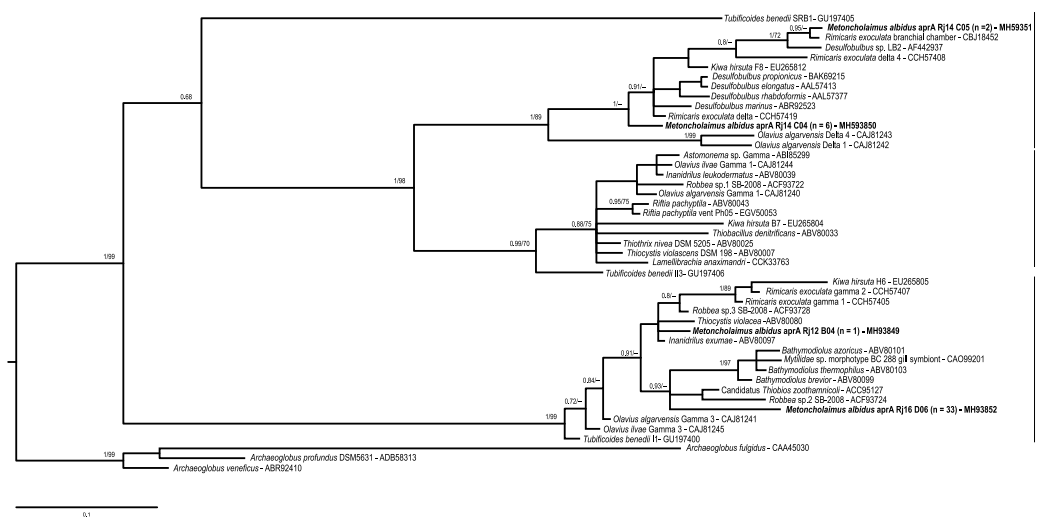 Tubificoides benedii SRB1 - GU197405
Metoncholaimus albidus aprA Rj14 C05 (n =2) - MH59351
0.95/--
Rimicaris exoculata branchial chamber - CBJ18452
1/72
Desulfobulbus sp. LB2 - AF442937
0.8/--
Rimicaris exoculata delta 4 - CCH57408
Kiwa hirsuta F8 - EU265812
Desulfobulbus propionicus - BAK69215
Desulfobulbus elongatus - AAL57413
0.91/--
Desulfobulbus rhabdoformis - AAL57377
0.68
Desulfobulbus marinus - ABR92523
1/--
Rimicaris exoculata delta - CCH57419
1/89
Metoncholaimus albidus aprA Rj14 C04 (n = 6) - MH593850
Olavius algarvensis Delta 4 - CAJ81243
1/99
Olavius algarvensis Delta 1 - CAJ81242
Astomonema sp. Gamma - ABI85299
Olavius ilvae Gamma 1 - CAJ81244
Inanidrilus leukodermatus - ABV80039
1/98
Robbea sp.1 SB-2008 - ACF93722
Olavius algarvensis Gamma 1 - CAJ81240
0.95/75
Riftia pachyptila - ABV80043
Riftia pachyptila vent Ph05 - EGV50053
0.88/75
Kiwa hirsuta B7 - EU265804
Thiobacillus denitrificans - ABV80033
Thiothrix nivea DSM 5205 - ABV80025
0.99/70
Thiocystis violascens DSM 198 - ABV80007
1/99
Lamellibrachia anaximandri - CCK33763
Tubificoides benedii II3 - GU197406
Kiwa hirsuta H6 - EU265805
1/89
Rimicaris exoculata gamma 2 - CCH57407
0.8/--
Rimicaris exoculata gamma 1 - CCH57405
Robbea sp.3 SB-2008 - ACF93728
Thiocystis violacea - ABV80080
Metoncholaimus albidus aprA Rj12 B04 (n = 1) - MH93849
Inanidrilus exumae - ABV80097
0.91/--
Bathymodiolus azoricus - ABV80101
Mytilidae sp. morphotype BC 288 gill symbiont - CAO99201
1/97
Bathymodiolus thermophilus - ABV80103
0.84/--
Bathymodiolus brevior - ABV80099
0.93/--
Candidatus Thiobios zoothamnicoli - ACC95127
0.72/--
Robbea sp.2 SB-2008 - ACF93724
Metoncholaimus albidus aprA Rj16 D06 (n = 33) - MH93852
1/99
Olavius algarvensis Gamma 3 - CAJ81241
Olavius ilvae Gamma 3 - CAJ81245
Tubificoides benedii I1 - GU197400
Archaeoglobus fulgidus - CAA45030
1/99
Archaeoglobus profundus DSM5631 - ADB58313
Archaeoglobus veneficus - ABR92410
0.1